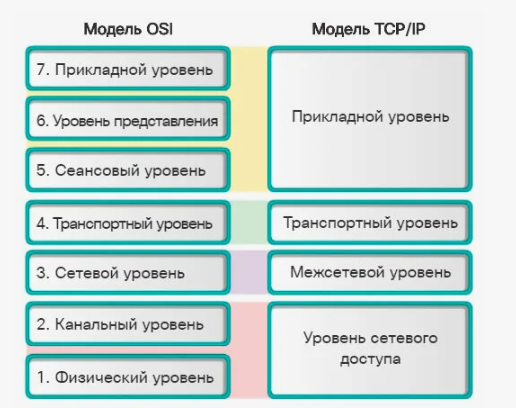 Модель OSI
Модель TCP/IP
7. Прикладной уровень
6. Уровень представления
5. Сеансовый уровень
Прикладной уровень
4. Транспортный уровень
Транспортный уровень
3. Сетевой уровень
Межсетевой уровень
2. Канальный уровень
1. Физический уровень
Уровень сетевого
доступа